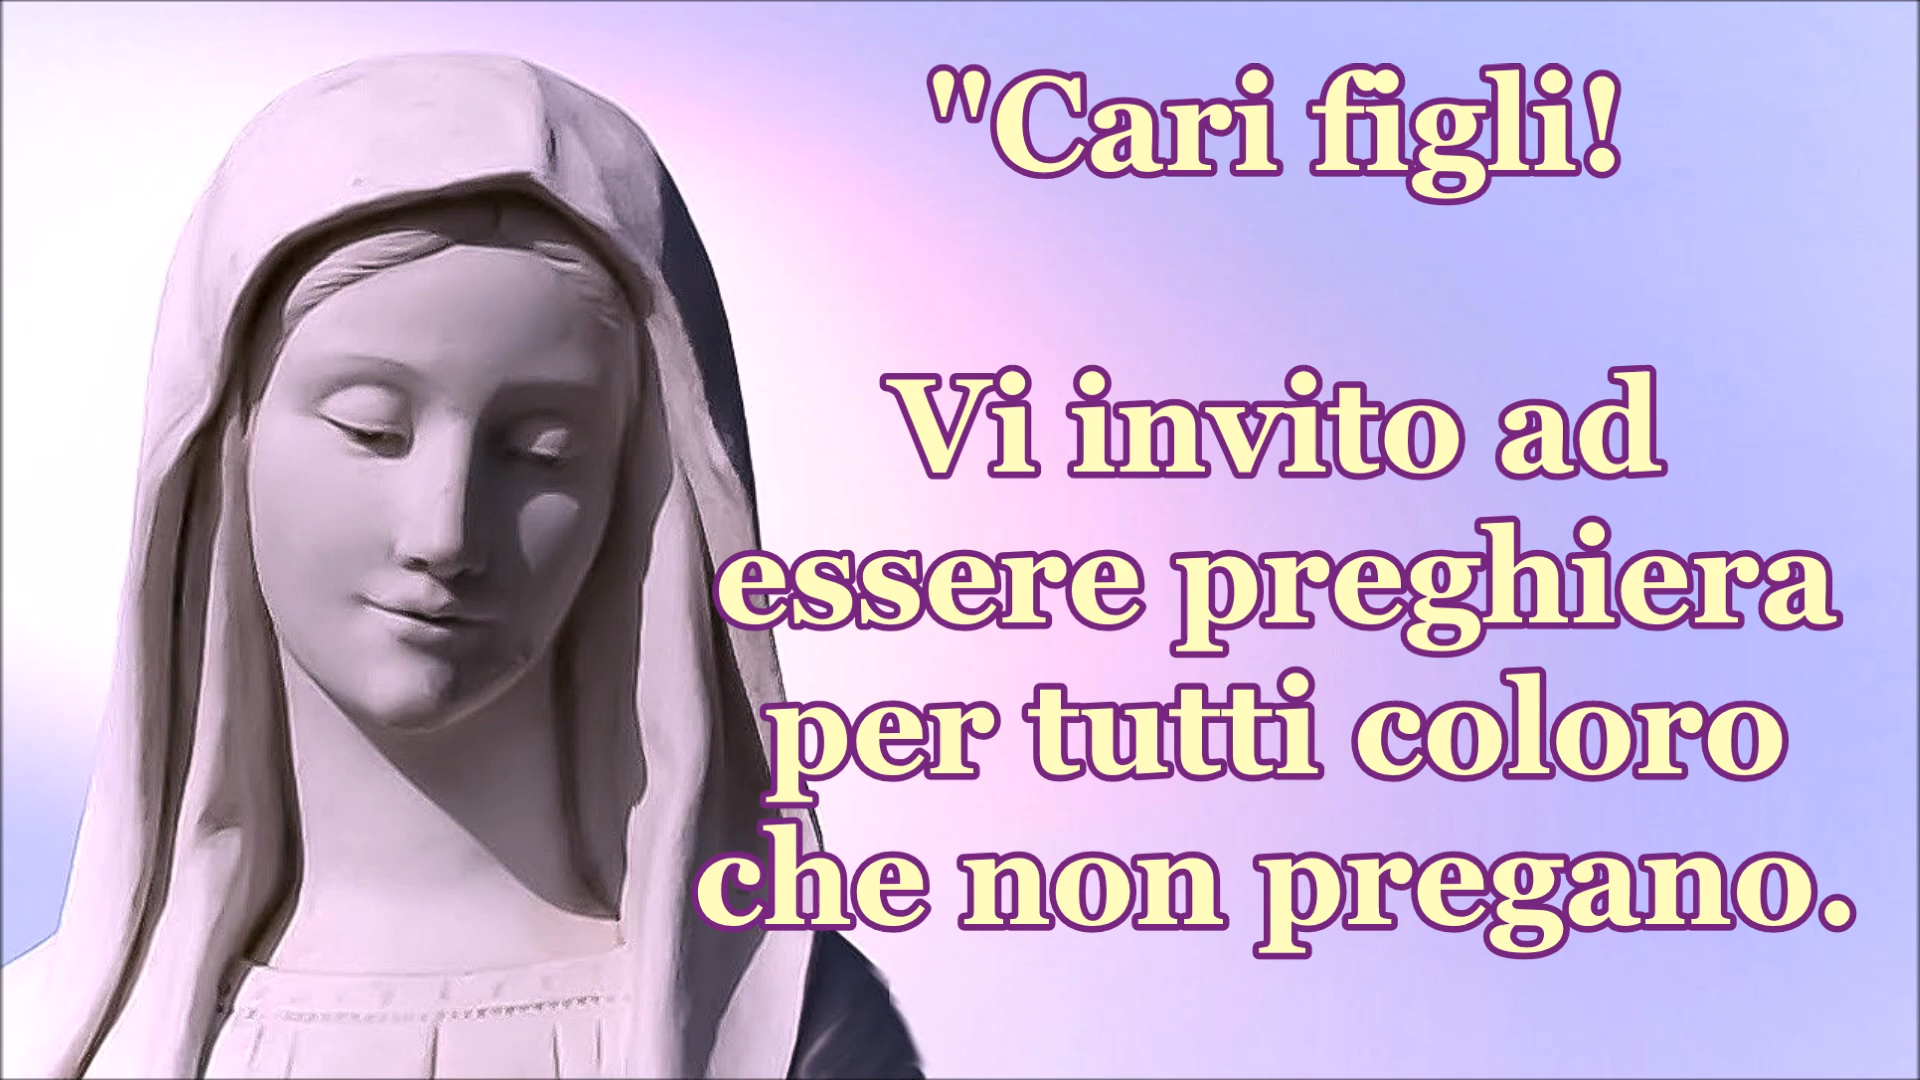 "Cari figli!
Vi invito ad
essere preghiera
per tutti coloro
che non pregano.